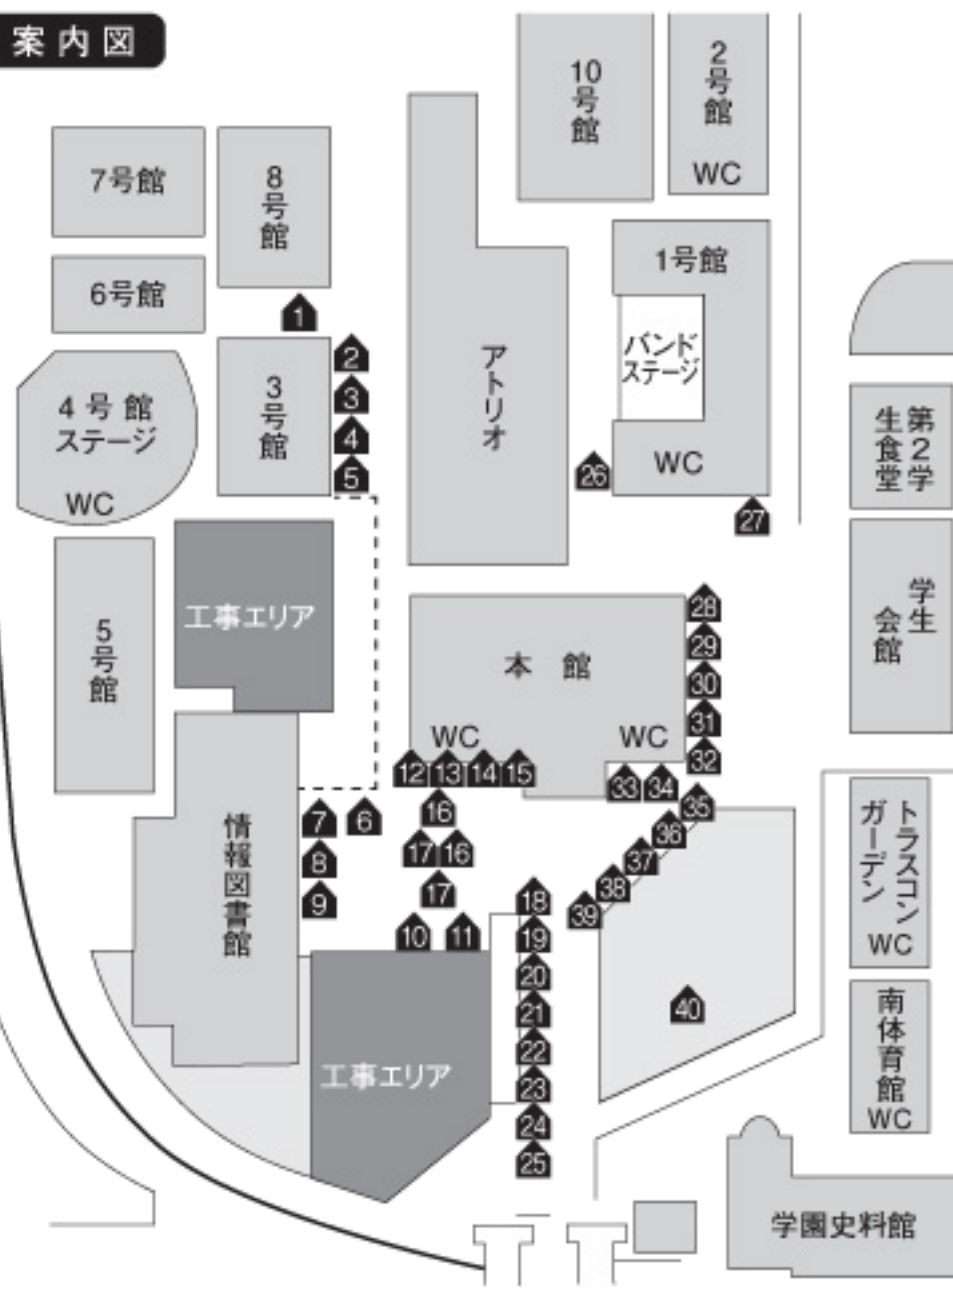 案内図
10号館
2号館
WC
7号館
8号館
1号館
6号館
1
バンド
ステージ
アトリオ
2
3
4
5
3号館
4号館
ステージ
WC
第2学
生食堂
WC
26
27
工事エリア
5号館
学生
会館
本館
28
29
30
31
32
WC
WC
12
13
14
15
33
34
35
36
37
38
39
トラスコン
ガーデン
WC
7
6
8
9
16
17
16
17
10
11
情報図書館
18
19
20
21
22
23
24
25
40
南体育館
WC
工事エリア
学園史料館